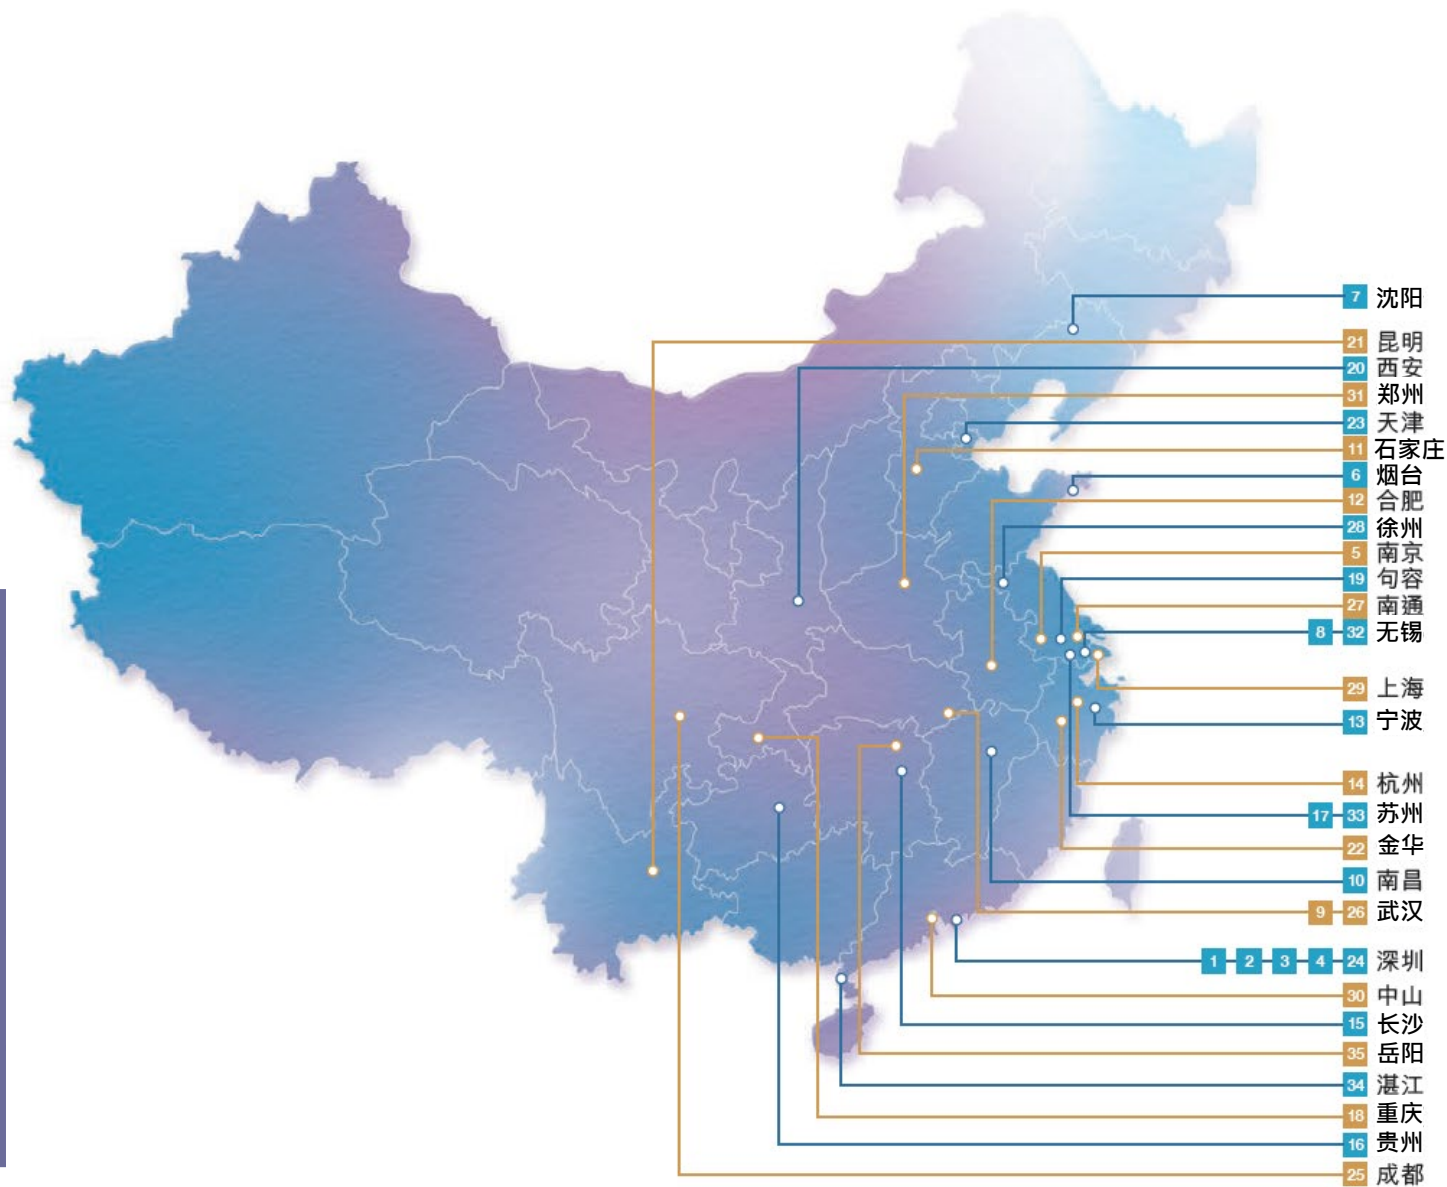 7 沈阳
21 昆明
20 西安
31 郑州
23 天津
11 石家庄
6 烟台
12 合肥
28 徐州
5 南京
19 句容
27 南通
8 32 无锡
29 上海
13 宁波
14 杭州
17 33 苏州
22 金华
10 南昌
9 26 武汉
1 2 3 4 24 深圳
30 中山
15 长沙
35 岳阳
34 湛江
18 重庆
16 贵州
25 成都